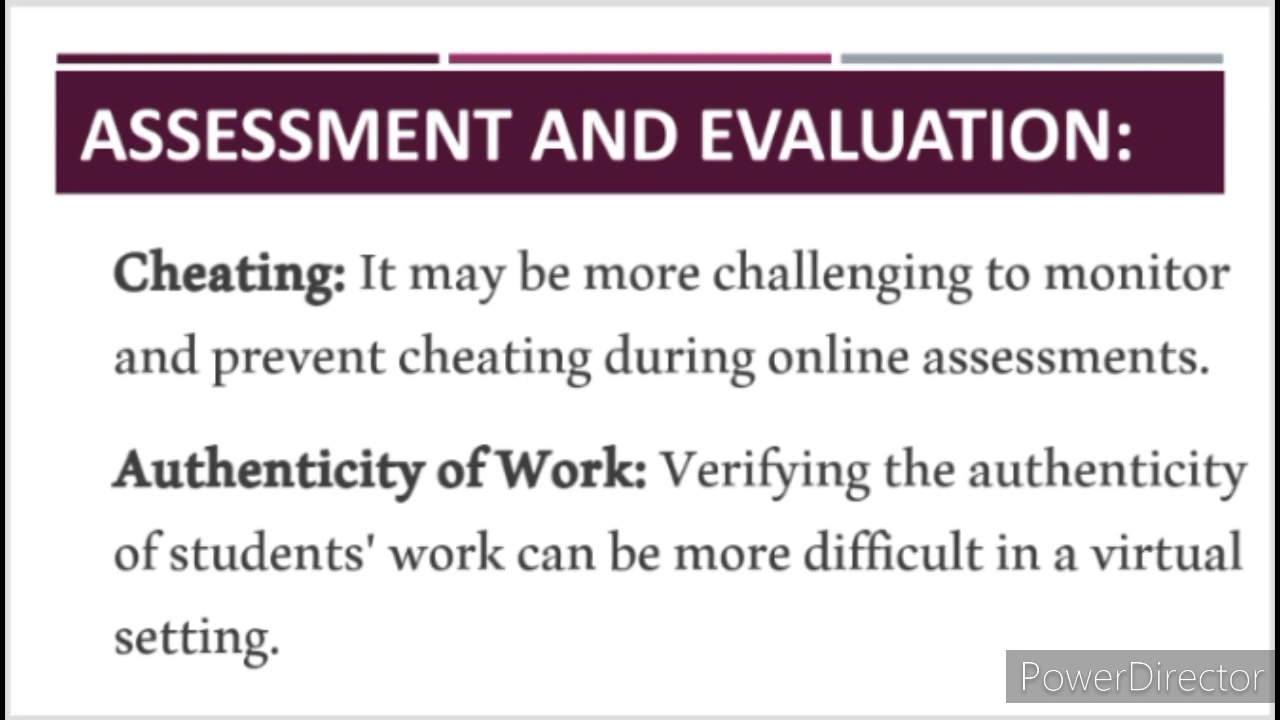 ASSESSMENT AND EVALUATION:
Cheating: It may be more challenging to monitor
and prevent cheating during online assessments.
Authenticity of Work: Verifying the authenticity
of students' work can be more difficult in a virtual
setting.
PowerDirector